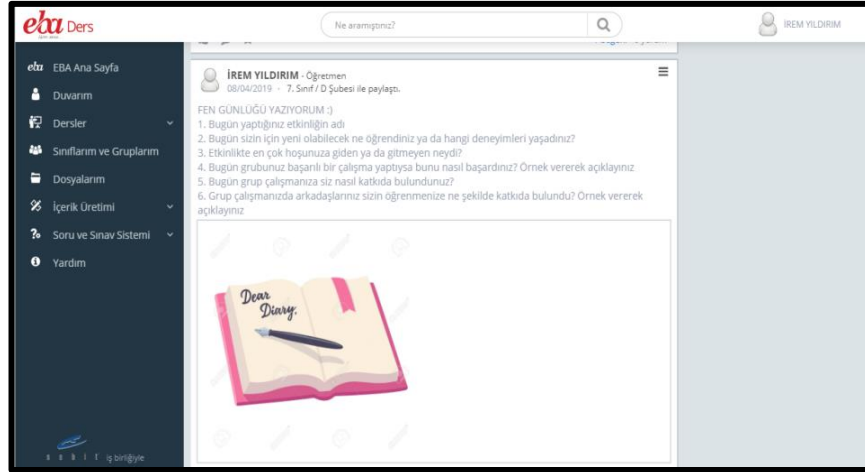 eba Ders
Ne aramıştınız?
İREM YILDIRIM
eba EBA Ana Sayfa
Duvarım
Dersler
Sınıflarım ve Gruplarım
Dosyalarım
İçerik Üretimi
Soru ve Sınav Sistemi
Yardım
sebit iş birliğiyle
İREM YILDIRIM - Öğretmen
08/04/2019 - 7. Sınıf / D Şubesi ile paylaştı.
FEN GÜNLÜĞÜ YAZIYORUM :)
1. Bugün yaptığınız etkinliğin adı
2. Bugün sizin için yeni olabilecek ne öğrendiniz ya da hangi deneyimleri yaşadınız?
3. Etkinlikte en çok hoşunuza giden ya da gitmeyen neydi?
4. Bugün grubunuz başarılı bir çalışma yaptıysa bunu nasıl başardınız? Örnek vererek açıklayınız
5. Bugün grup çalışmanıza siz nasıl katkıda bulundunuz?
6. Grup çalışmanızda arkadaşlarınız sizin öğrenmenize ne şekilde katkıda bulundu? Örnek vererek
açıklayınız
Dear
Diary,